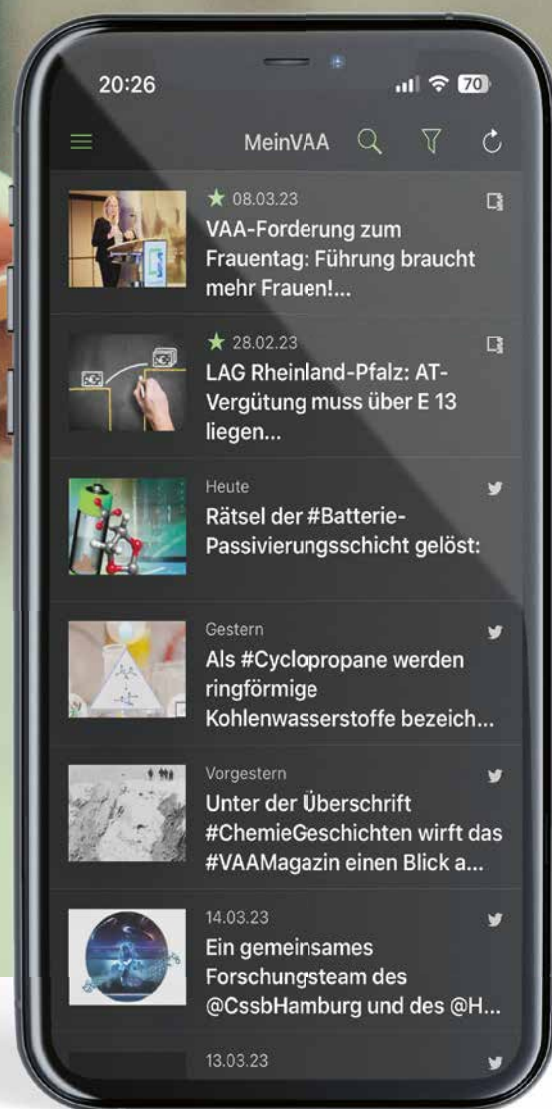 20:26
70
MeinVAA
08.03.23
VAA-Forderung zum
Frauentag: Führung braucht
mehr Frauen!...
28.02.23
LAG Rheinland-Pfalz: AT-
Vergütung muss über E 13
liegen...
Heute
Rätsel der #Batterie-
Passivierungsschicht gelöst:
Gestern
Als #Cyclopropane werden
ringförmige
Kohlenwasserstoffe bezeich...
Vorgestern
Unter der Überschrift
#ChemieGeschichten wirft das
#VAAMagazin einen Blick a...
14.03.23
Ein gemeinsames
Forschungsteam des
@CssbHamburg und des @H...
13.03.23